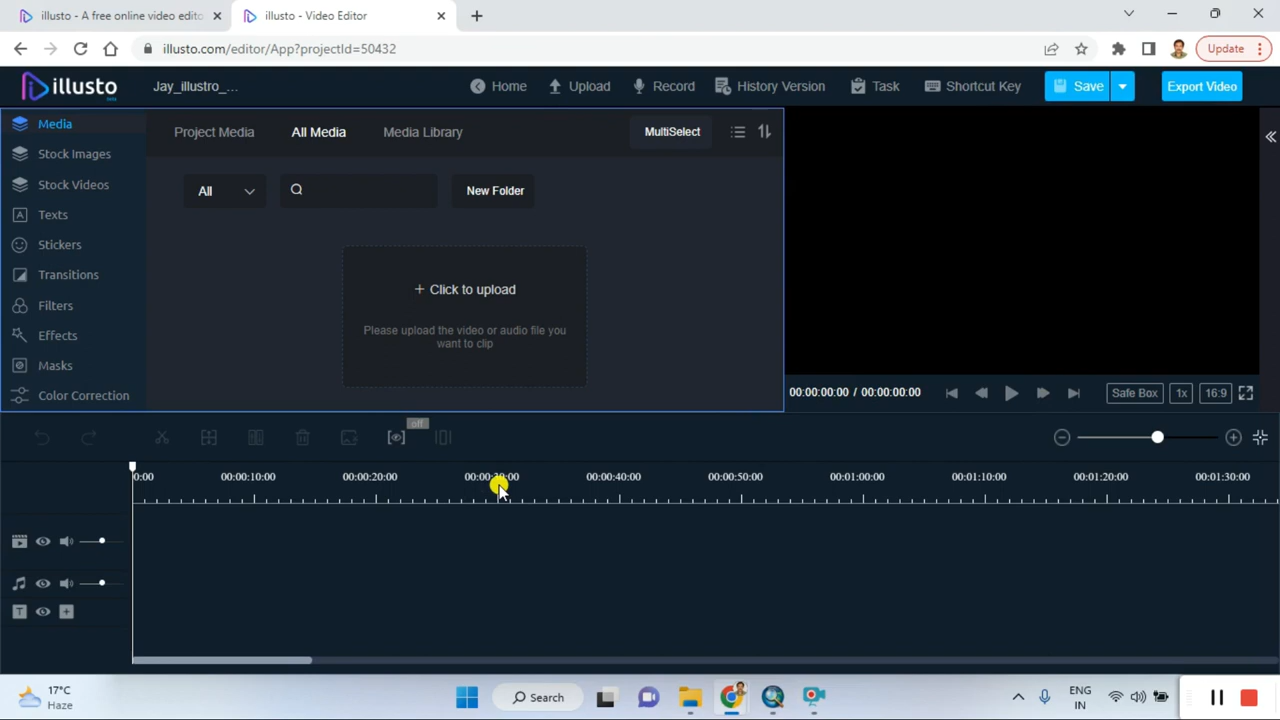 illusto - A free online video edito
illusto - Video Editor
illusto.com/editor/App?projectId=50432
Update
illusto
Jay_illustro_...
Home
Upload
Record
History Version
Task
Shortcut Key
Save
Export Video
Media
Stock Images
Stock Videos
Texts
Stickers
Transitions
Filters
Effects
Masks
Color Correction
Project Media
All Media
Media Library
MultiSelect
All
New Folder
+ Click to upload
Please upload the video or audio file you
want to clip
00:00:00:00 / 00:00:00:00
Safe Box
1x
16:9
off
0:00
00:00:10:00
00:00:20:00
00:00:30:00
00:00:40:00
00:00:50:00
00:01:00:00
00:01:10:00
00:01:20:00
00:01:30:00
T
17°C
Haze
Search
ENG
IN